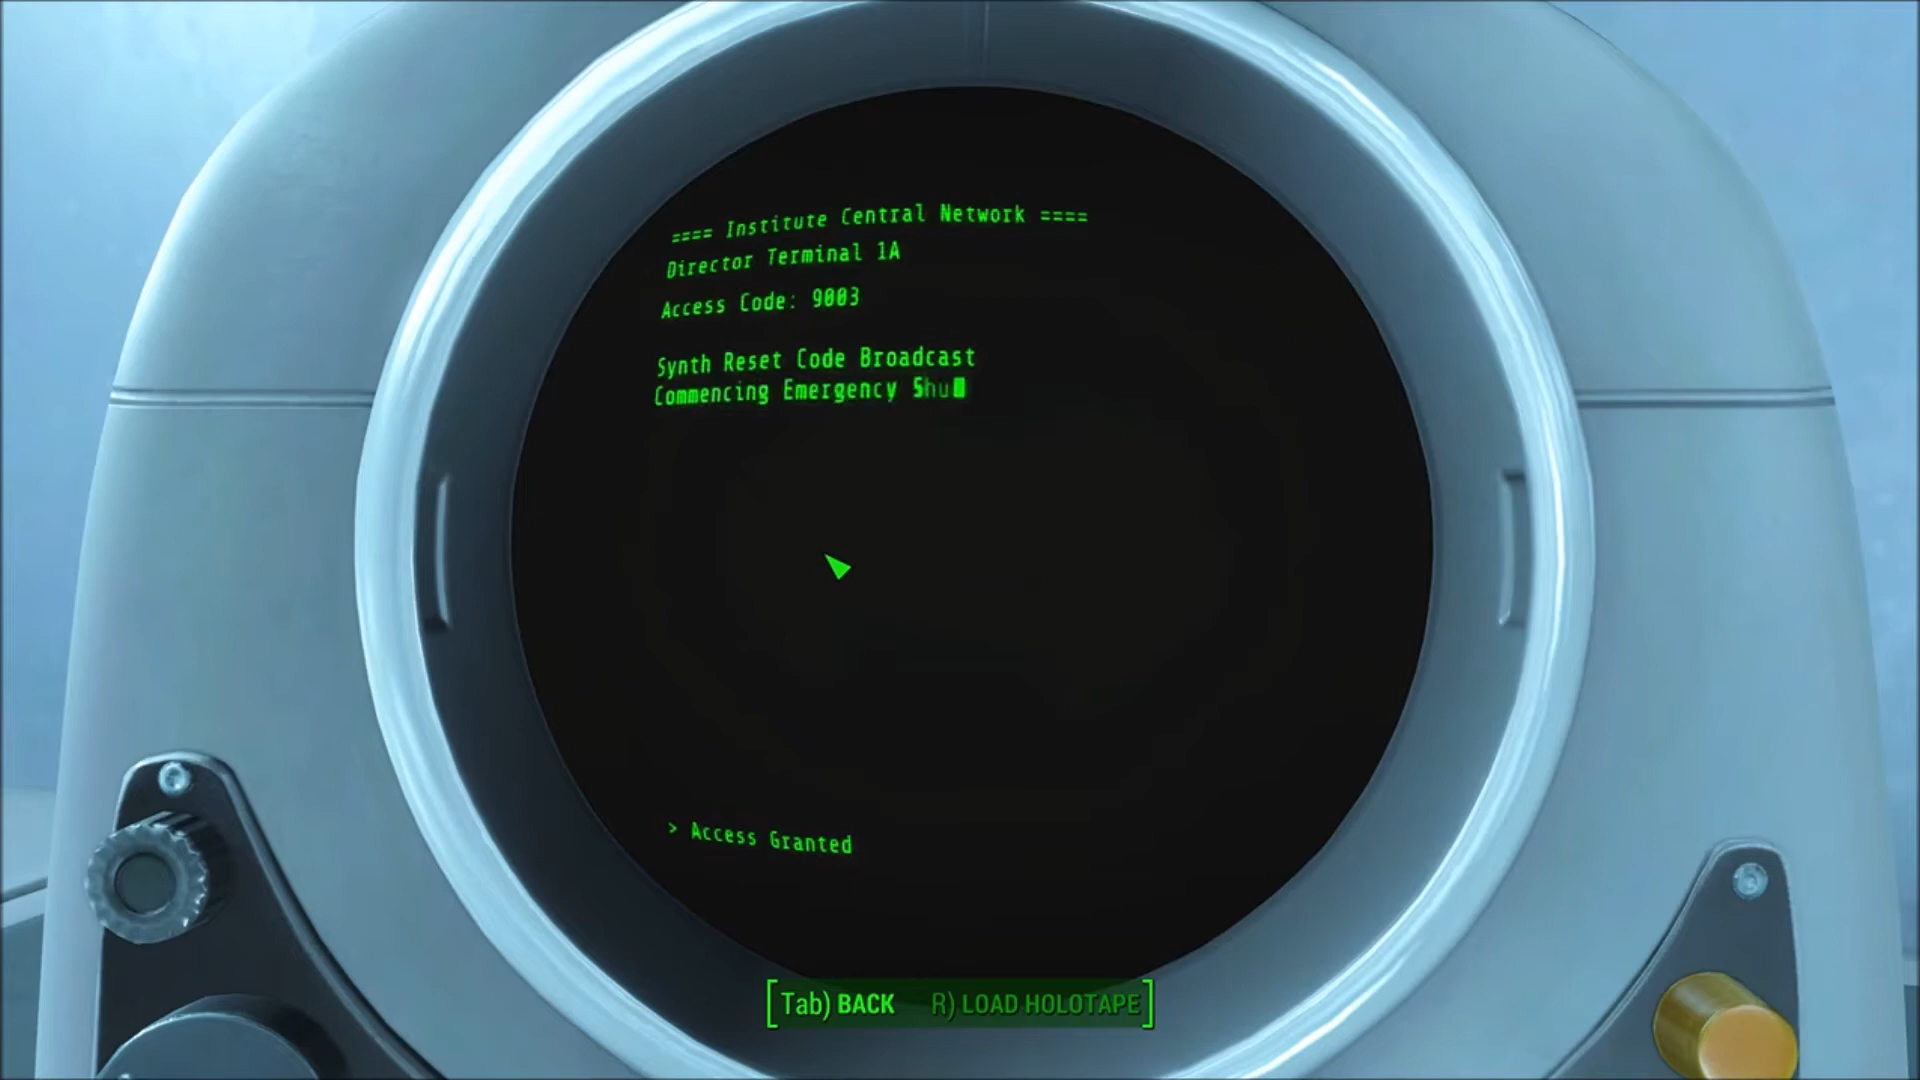 ==== Institute Central Network ====
Director Terminal 1A
Access Code: 9003
Synth Reset Code Broadcast
Commencing Emergency Shu
> Access Granted
[Tab) BACK R) LOAD HOLOTAPE]